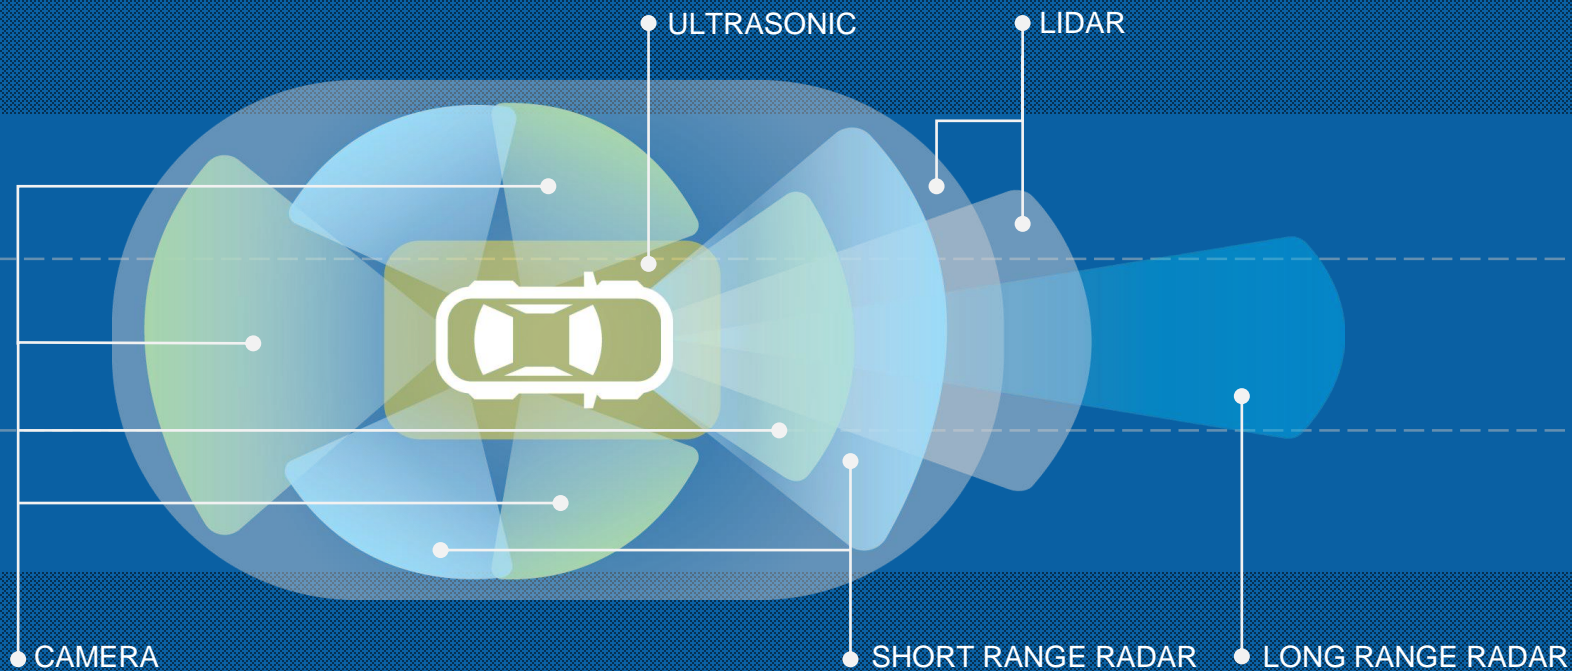 ULTRASONIC
LIDAR
CAMERA
SHORT RANGE RADAR
LONG RANGE RADAR